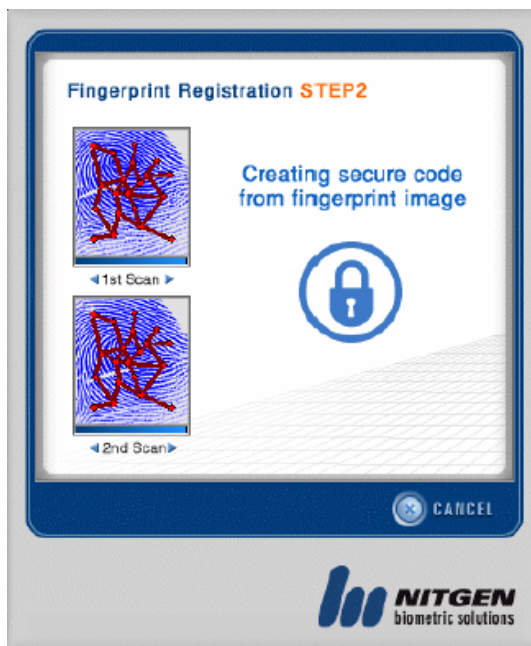 Fingerprint Registration STEP2
Creating secure code
from fingerprint image
1st Scan
2nd Scan
CANCEL
NITGEN
biometric solutions